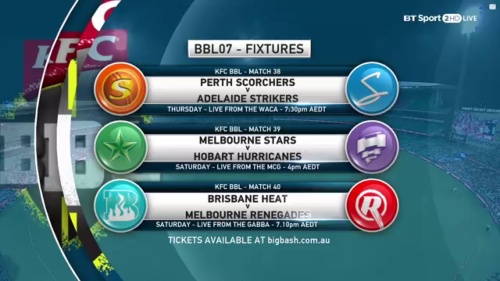 BT Sport 2HD LIVE
KFC
BBL07 - FIXTURES
KFC BBL - MATCH 38
PERTH SCORCHERS
v
ADELAIDE STRIKERS
THURSDAY - LIVE FROM THE WACA - 7:30pm AEDT
KFC BBL - MATCH 39
MELBOURNE STARS
v
HOBART HURRICANES
SATURDAY - LIVE FROM THE MCG - 6pm AEDT
KFC BBL - MATCH 40
BRISBANE HEAT
v
MELBOURNE RENEGADES
SATURDAY - LIVE FROM THE GABBA - 7.10pm AEDT
TICKETS AVAILABLE AT bigbash.com.au